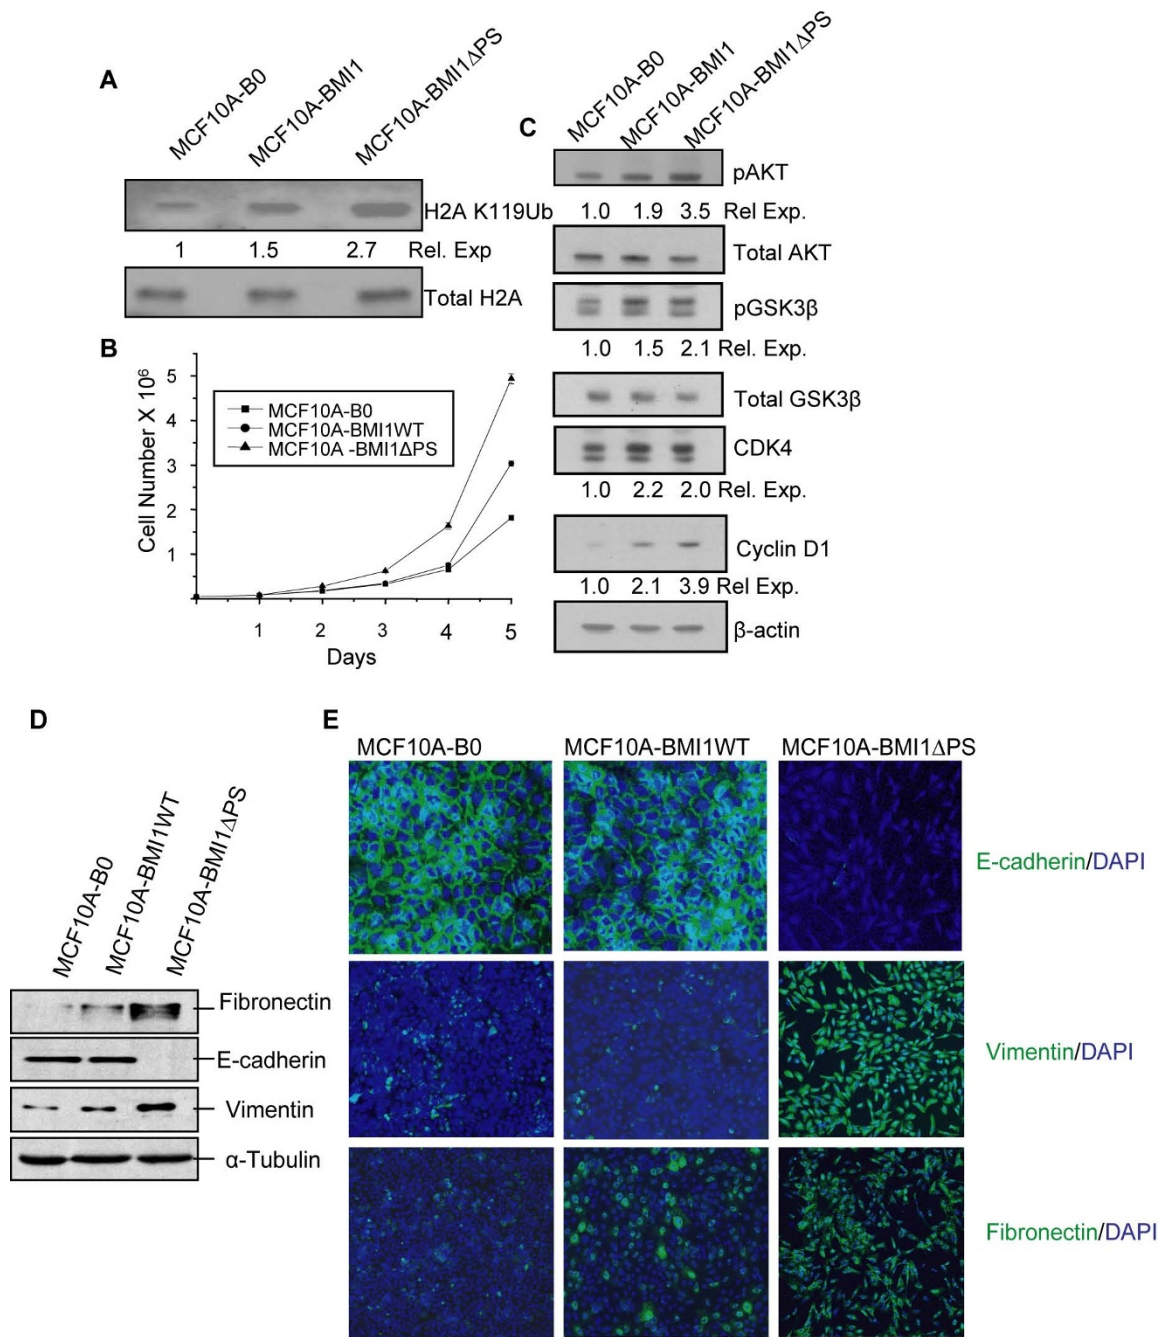 A
MCF10A-B0
MCF10A-BMI1
MCF10A-BMI1ΔPS
H2A K119Ub
1 1.5 2.7 Rel. Exp
Total H2A
B
Cell Number X 10⁶
5
4
3
2
1
MCF10A-B0
MCF10A-BMI1WT
MCF10A -BMI1ΔPS
1 2 3 4 5
Days
C
MCF10A-B0
MCF10A-BMI1
MCF10A-BMI1ΔPS
pAKT
1.0 1.9 3.5 Rel Exp.
Total AKT
pGSK3β
1.0 1.5 2.1 Rel. Exp.
Total GSK3β
CDK4
1.0 2.2 2.0 Rel. Exp.
Cyclin D1
1.0 2.1 3.9 Rel Exp.
β-actin
D
MCF10A-B0
MCF10A-BMI1WT
MCF10A-BMI1ΔPS
Fibronectin
E-cadherin
Vimentin
α-Tubulin
E
MCF10A-B0 MCF10A-BMI1WT MCF10A-BMI1ΔPS
E-cadherin/DAPI
Vimentin/DAPI
Fibronectin/DAPI